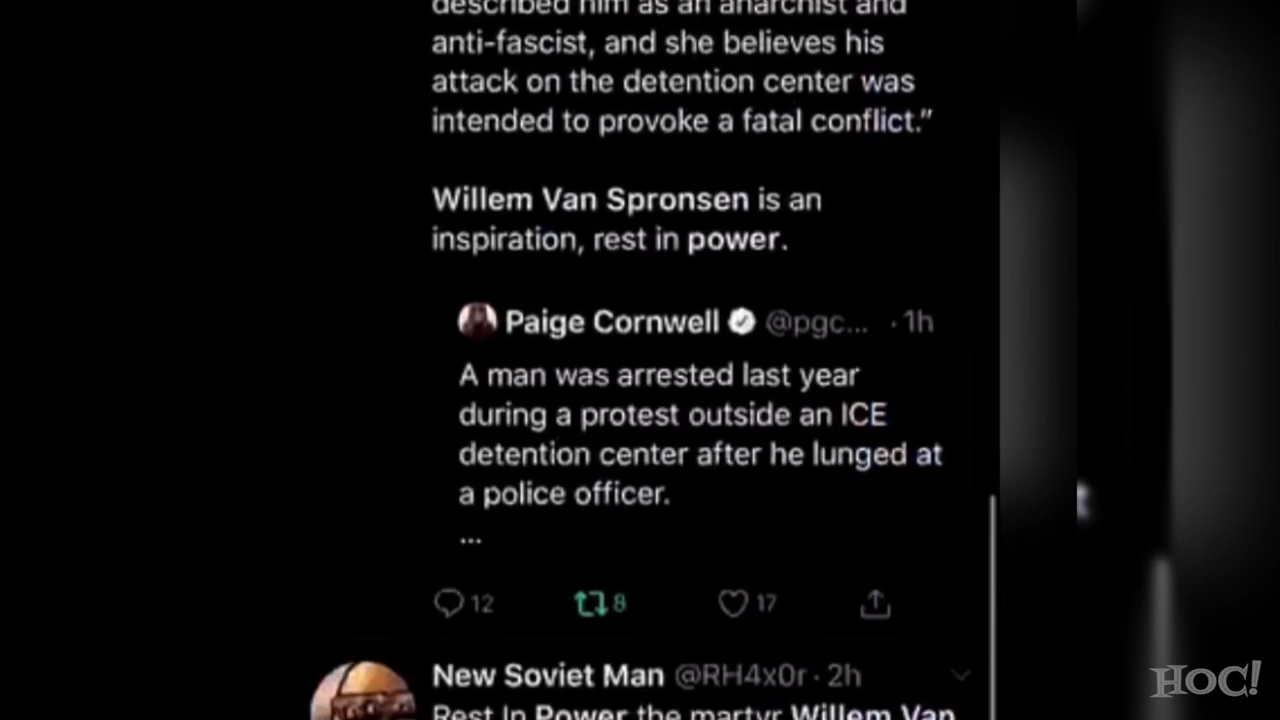 described him as an anarchist and
anti-fascist, and she believes his
attack on the detention center was
intended to provoke a fatal conflict."
Willem Van Spronsen is an
inspiration, rest in power.
Paige Cornwell @pgc... · 1h
A man was arrested last year
during a protest outside an ICE
detention center after he lunged at
a police officer.
...
12 8 17
New Soviet Man @RH4x0r · 2h
Rest In Power the martyr Willem Van
HOC!